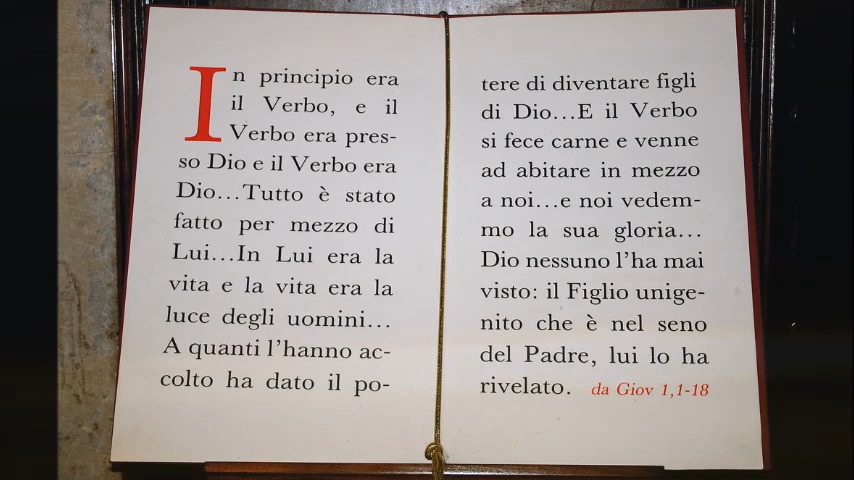 In principio era
il Verbo, e il
Verbo era pres-
so Dio e il Verbo era
Dio...Tutto è stato
fatto per mezzo di
Lui...In Lui era la
vita e la vita era la
luce degli uomini...
A quanti l'hanno ac-
colto ha dato il po-
tere di diventare figli
di Dio...E il Verbo
si fece carne e venne
ad abitare in mezzo
a noi...e noi vedem-
mo la sua gloria...
Dio nessuno l'ha mai
visto: il Figlio unige-
nito che è nel seno
del Padre, lui lo ha
rivelato. da Giov 1,1-18